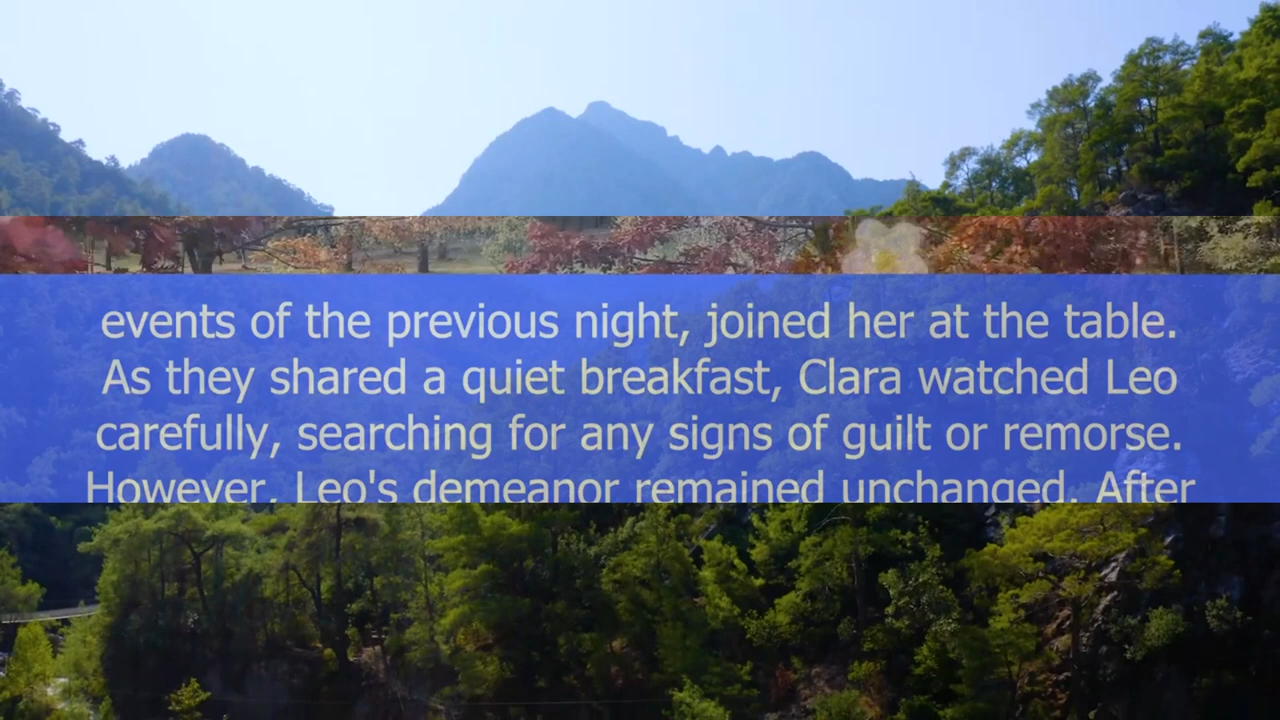 events of the previous night, joined her at the table.
As they shared a quiet breakfast, Clara watched Leo
carefully, searching for any signs of guilt or remorse.
However, Leo's demeanor remained unchanged. After